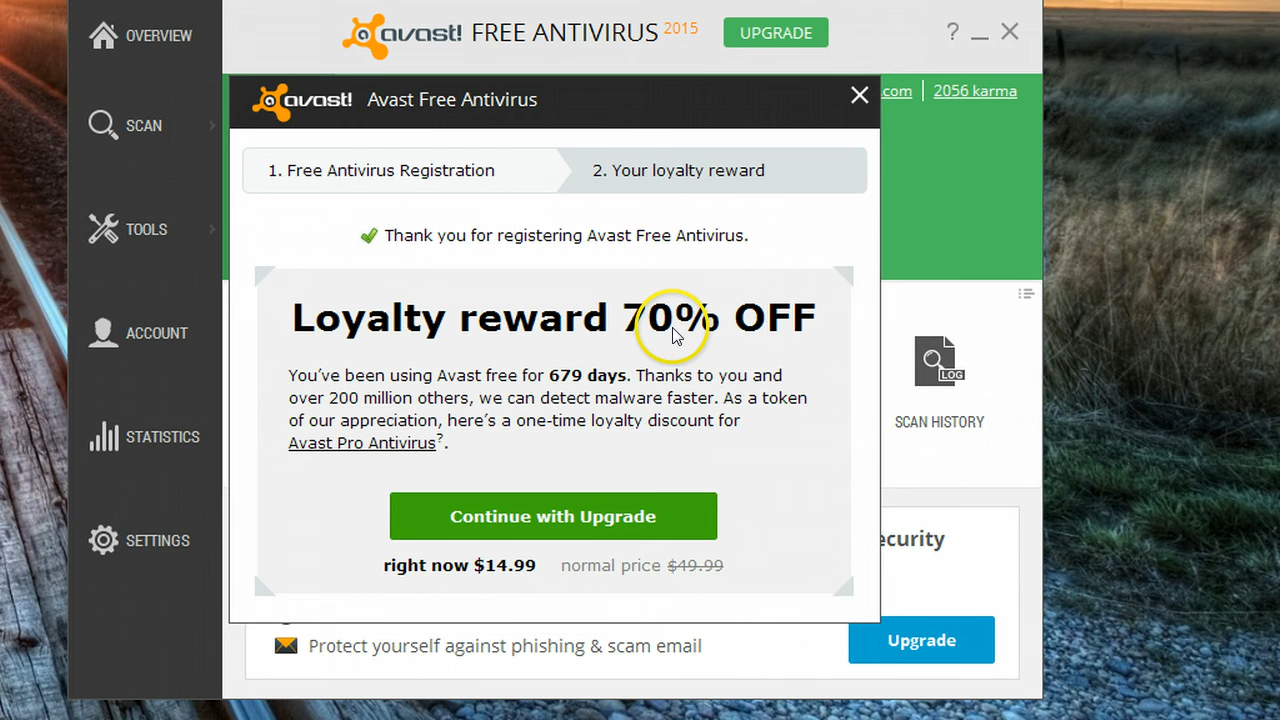 OVERVIEW
SCAN
TOOLS
ACCOUNT
STATISTICS
SETTINGS
avast! FREE ANTIVIRUS 2015
UPGRADE
?
.com | 2056 karma
avast! Avast Free Antivirus
1. Free Antivirus Registration
2. Your loyalty reward
Thank you for registering Avast Free Antivirus.
Loyalty reward 70% OFF
You've been using Avast free for 679 days. Thanks to you and
over 200 million others, we can detect malware faster. As a token
of our appreciation, here's a one-time loyalty discount for
Avast Pro Antivirus?.
Continue with Upgrade
right now $14.99 normal price $49.99
LOG
SCAN HISTORY
ecurity
Protect yourself against phishing & scam email
Upgrade